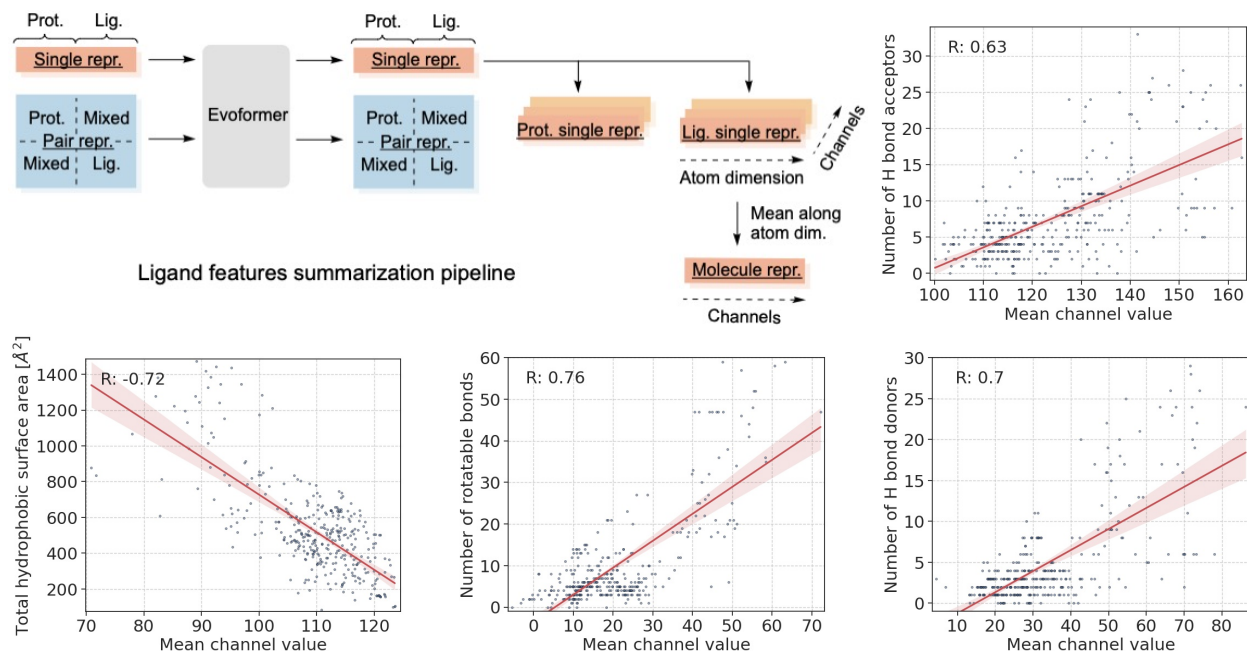 Prot. Lig.
Single repr.
Prot. Mixed
Pair repr.
Mixed Lig.
Evoformer
Prot. Lig.
Single repr.
Prot. Mixed
Pair repr.
Mixed Lig.
Prot. single repr.
Lig. single repr.
Channels
Atom dimension
Mean along
atom dim.
Molecule repr.
Channels
Ligand features summarization pipeline
R: 0.63
Number of H bond acceptors
30
25
20
15
10
5
0
100 110 120 130 140 150 160
Mean channel value
R: -0.72
Total hydrophobic surface area [Å²]
1400
1200
1000
800
600
400
200
70 80 90 100 110 120
Mean channel value
R: 0.76
Number of rotatable bonds
60
50
40
30
20
10
0
0 10 20 30 40 50 60 70
Mean channel value
R: 0.7
Number of H bond donors
30
25
20
15
10
5
0
10 20 30 40 50 60 70 80
Mean channel value